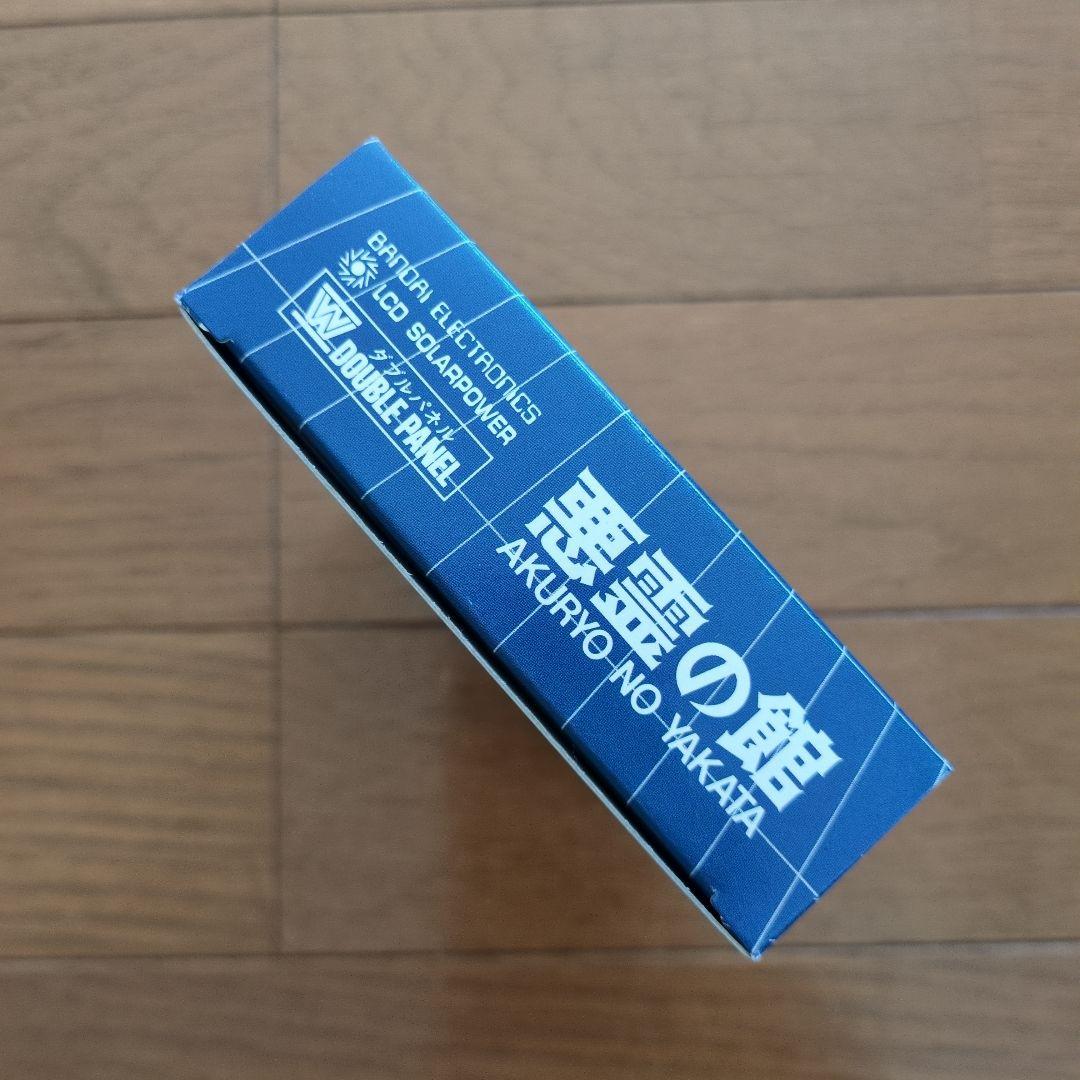 BANDAI ELECTRONICS
LCD SOLARPOWER
W ダブルパネル
DOUBLE PANEL
悪霊の館
AKURYO NO YAKATA